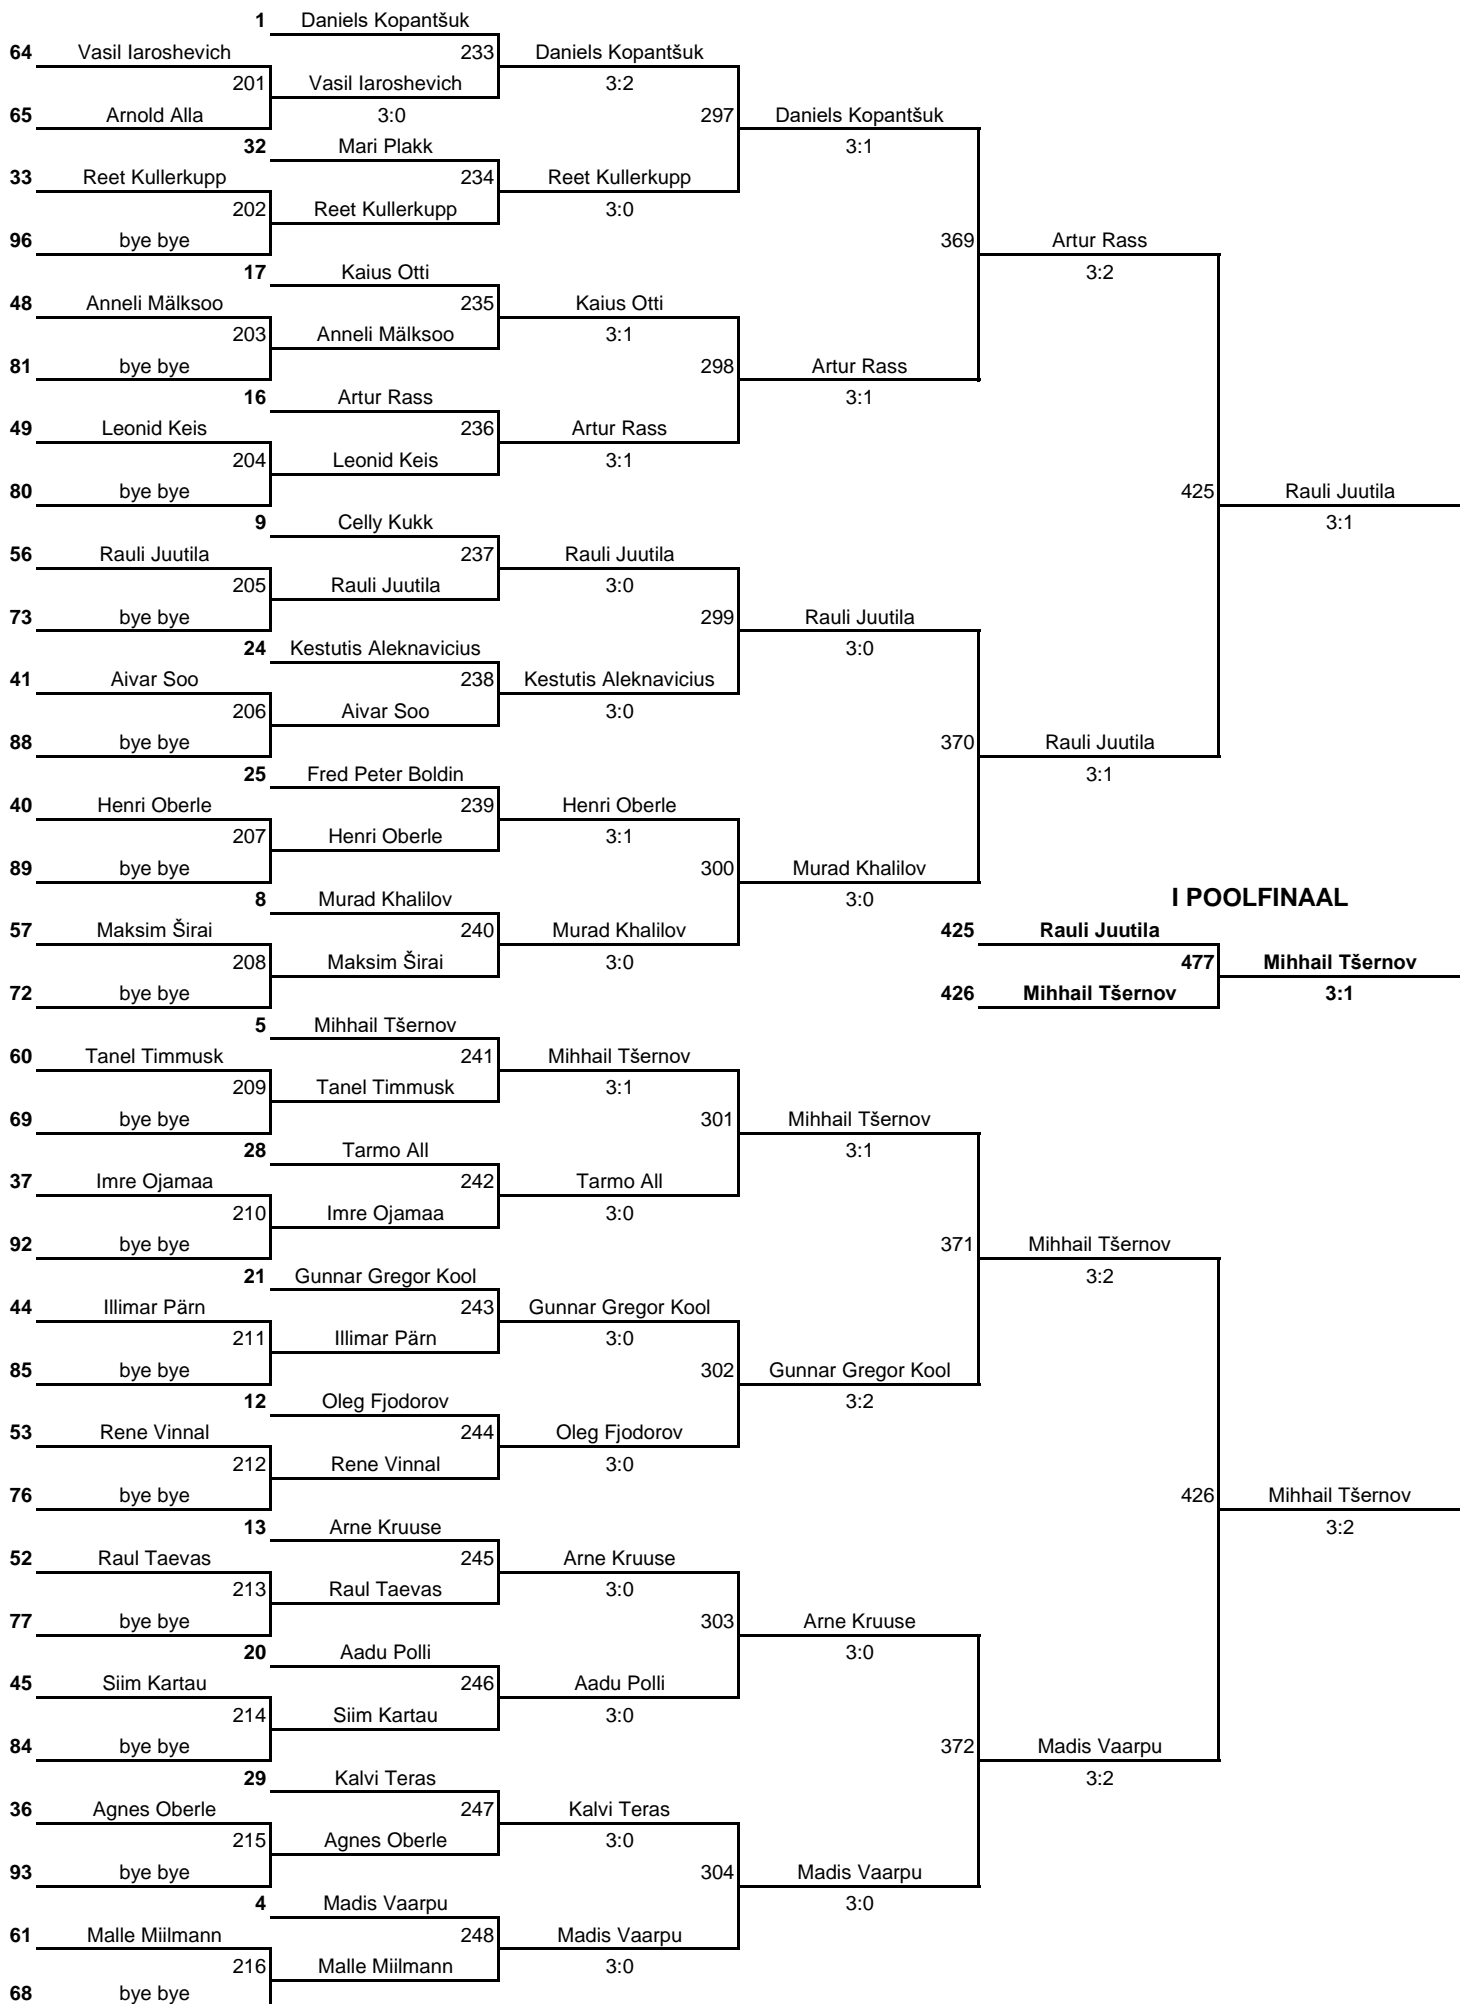 1 Daniels Kopantšuk
64 Vasil Iaroshevich 233 Daniels Kopantšuk
201 Vasil Iaroshevich 3:2
65 Arnold Alla 3:0 297 Daniels Kopantšuk
32 Mari Plakk 3:1
33 Reet Kullerkupp 234 Reet Kullerkupp
202 Reet Kullerkupp 3:0
96 bye bye 369 Artur Rass
17 Kaius Otti 3:2
48 Anneli Mälksoo 235 Kaius Otti
203 Anneli Mälksoo 3:1
81 bye bye 298 Artur Rass
16 Artur Rass 3:1
49 Leonid Keis 236 Artur Rass
204 Leonid Keis 3:1
80 bye bye 425 Rauli Juutila
9 Celly Kukk 3:1
56 Rauli Juutila 237 Rauli Juutila
205 Rauli Juutila 3:0
73 bye bye 299 Rauli Juutila
24 Kestutis Aleknavicius 3:0
41 Aivar Soo 238 Kestutis Aleknavicius
206 Aivar Soo 3:0
88 bye bye 370 Rauli Juutila
25 Fred Peter Boldin 3:1
40 Henri Oberle 239 Henri Oberle
207 Henri Oberle 3:1
89 bye bye 300 Murad Khalilov
8 Murad Khalilov 3:0 I POOLFINAAL
57 Maksim Širai 240 Murad Khalilov 425 Rauli Juutila
208 Maksim Širai 3:0 477 Mihhail Tšernov
72 bye bye 426 Mihhail Tšernov 3:1
5 Mihhail Tšernov
60 Tanel Timmusk 241 Mihhail Tšernov
209 Tanel Timmusk 3:1
69 bye bye 301 Mihhail Tšernov
28 Tarmo All 3:1
37 Imre Ojamaa 242 Tarmo All
210 Imre Ojamaa 3:0
92 bye bye 371 Mihhail Tšernov
21 Gunnar Gregor Kool 3:2
44 Illimar Pärn 243 Gunnar Gregor Kool
211 Illimar Pärn 3:0
85 bye bye 302 Gunnar Gregor Kool
12 Oleg Fjodorov 3:2
53 Rene Vinnal 244 Oleg Fjodorov
212 Rene Vinnal 3:0
76 bye bye 426 Mihhail Tšernov
13 Arne Kruuse 3:2
52 Raul Taevas 245 Arne Kruuse
213 Raul Taevas 3:0
77 bye bye 303 Arne Kruuse
20 Aadu Polli 3:0
45 Siim Kartau 246 Aadu Polli
214 Siim Kartau 3:0
84 bye bye 372 Madis Vaarpu
29 Kalvi Teras 3:2
36 Agnes Oberle 247 Kalvi Teras
215 Agnes Oberle 3:0
93 bye bye 304 Madis Vaarpu
4 Madis Vaarpu 3:0
61 Malle Miilmann 248 Madis Vaarpu
216 Malle Miilmann 3:0
68 bye bye